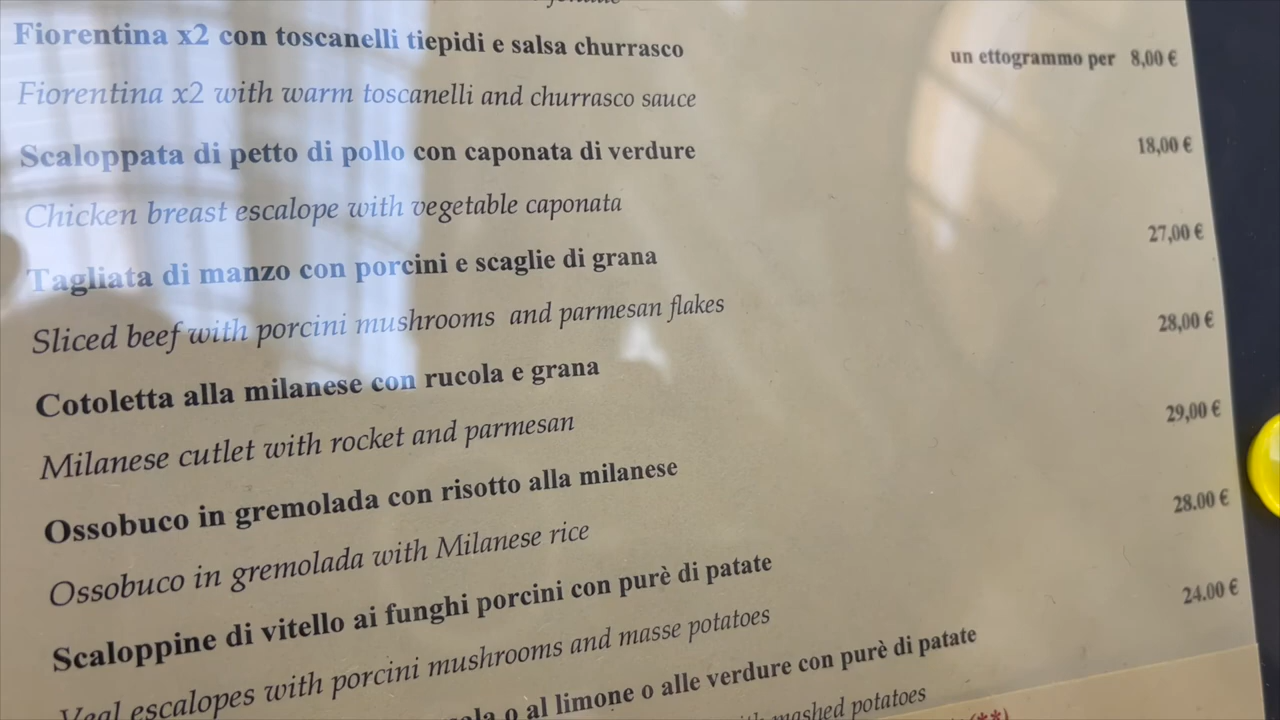 Fiorentina x2 con toscanelli tiepidi e salsa churrasco un ettogrammo per 8,00 €
Fiorentina x2 with warm toscanelli and churrasco sauce
Scaloppata di petto di pollo con caponata di verdure 18,00 €
Chicken breast escalope with vegetable caponata
Tagliata di manzo con porcini e scaglie di grana 27,00 €
Sliced beef with porcini mushrooms and parmesan flakes
Cotoletta alla milanese con rucola e grana 28,00 €
Milanese cutlet with rocket and parmesan
Ossobuco in gremolada con risotto alla milanese 29,00 €
Ossobuco in gremolada with Milanese rice
Scaloppine di vitello ai funghi porcini con purè di patate 28.00 €
Veal escalopes with porcini mushrooms and masse potatoes
o al limone o alle verdure con purè di patate 24.00 €
mashed potatoes
(**)